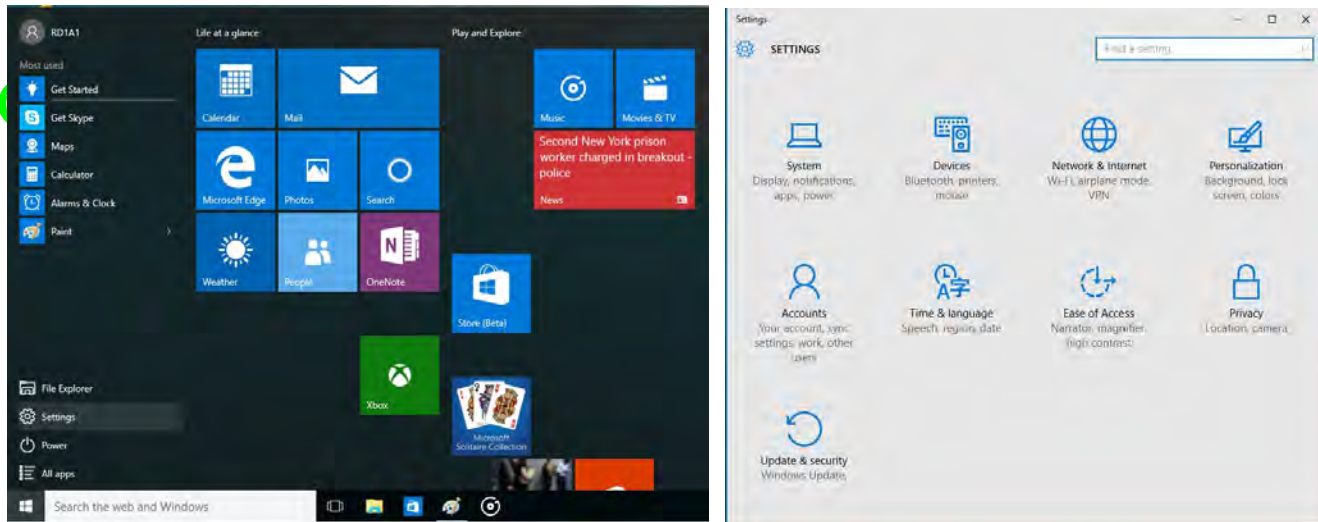 RD1A1
Most used
Get Started
Get Skype
Maps
Calculator
Alarms & Clock
Paint
File Explorer
Settings
Power
All apps
Search the web and Windows
Life at a glance
Calendar
Mail
Microsoft Edge
Photos
Search
Weather
People
OneNote
Xbox
Play and Explore
Music
Movies & TV
Second New York prison
worker charged in breakout -
police
News
Store (Beta)
Microsoft
Solitaire Collection
Settings
SETTINGS
Find a setting
System
Display, notifications,
apps, power
Devices
Bluetooth, printers,
mouse
Network & Internet
Wi-Fi, airplane mode,
VPN
Personalization
Background, lock
screen, colors
Accounts
Your account, sync
settings, work, other
users
Time & language
Speech, region, date
Ease of Access
Narrator, magnifier,
high contrast
Privacy
Location, camera
Update & security
Windows Update,